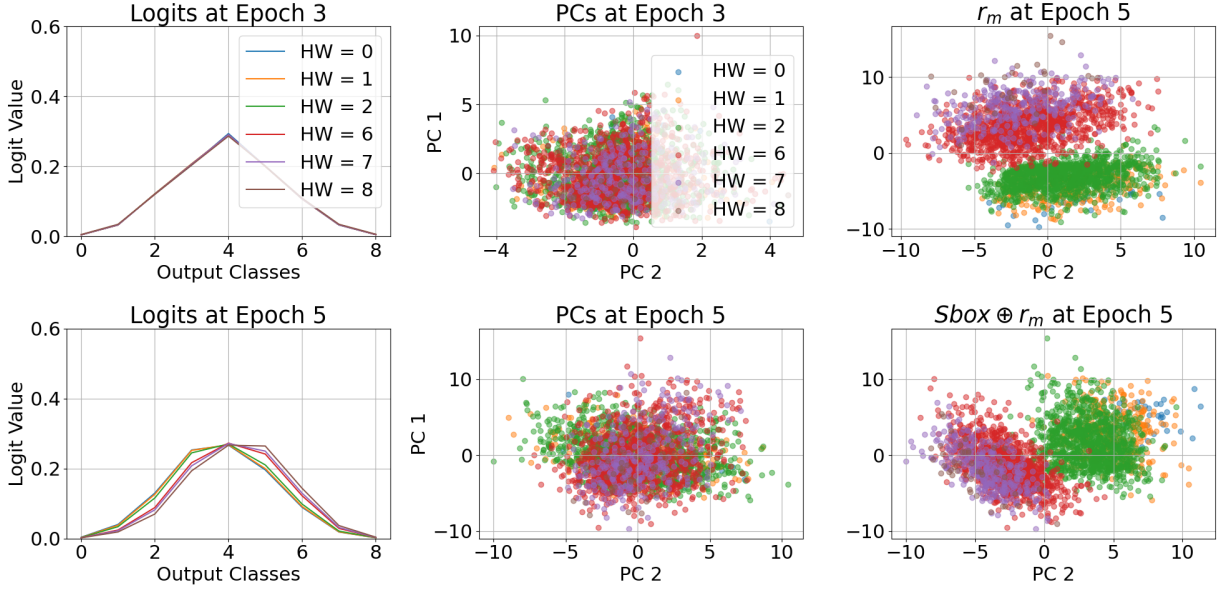 Logits at Epoch 3
0.6
0.4
0.2
0.0
Logit Value
0 2 4 6 8
Output Classes
HW = 0
HW = 1
HW = 2
HW = 6
HW = 7
HW = 8
PCs at Epoch 3
10
5
0
PC 1
−4 −2 0 2 4
PC 2
HW = 0
HW = 1
HW = 2
HW = 6
HW = 7
HW = 8
r_m at Epoch 5
10
0
−10
−10 −5 0 5 10
PC 2
Logits at Epoch 5
0.6
0.4
0.2
0.0
Logit Value
0 2 4 6 8
Output Classes
PCs at Epoch 5
10
0
−10
PC 1
−10 −5 0 5 10
PC 2
Sbox ⊕ r_m at Epoch 5
10
0
−10
−10 −5 0 5 10
PC 2